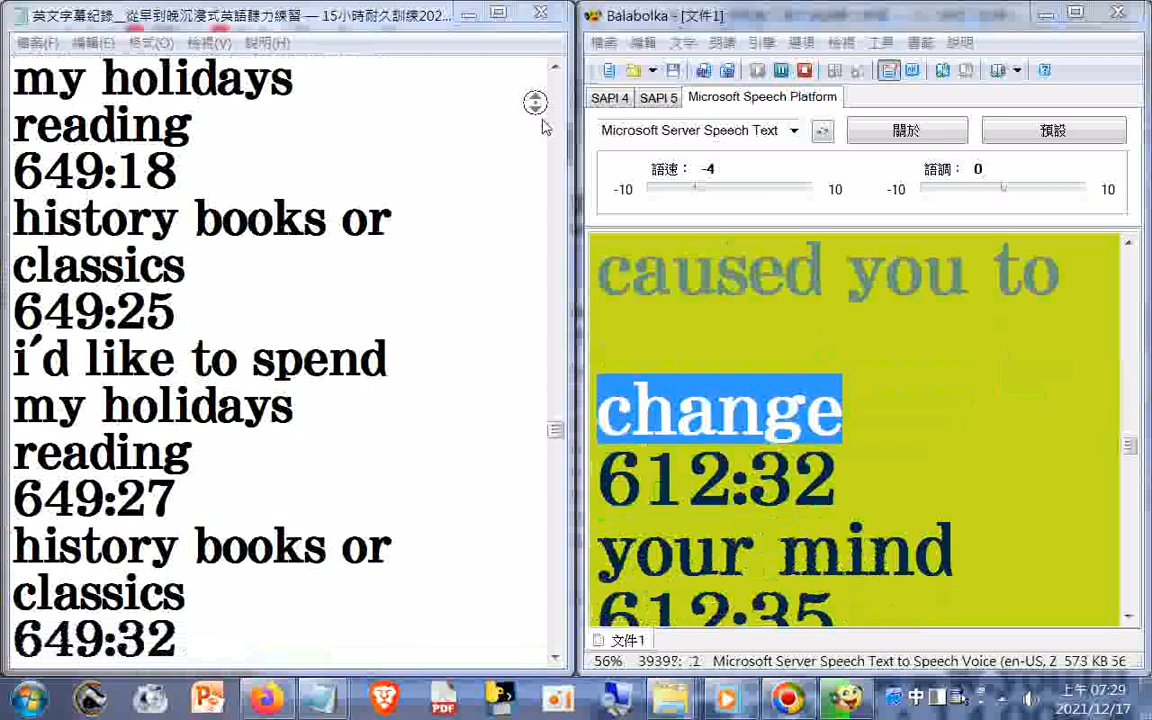 英文字幕紀錄__從早到晚沉浸式英語聽力練習 — 15小時耐久訓練202...
檔案(F) 編輯(E) 格式(O) 檢視(V) 說明(H)
my holidays
reading
649:18
history books or
classics
649:25
i'd like to spend
my holidays
reading
649:27
history books or
classics
649:32
Balabolka - [文件1]
檔案 編輯 文字 朗讀 引擎 選項 檢視 工具 書籤 說明
SAPI 4 SAPI 5 Microsoft Speech Platform
Microsoft Server Speech Text 關於 預設
語速： -4 語調： 0
-10 10 -10 10
caused you to
change
612:32
your mind
612:35
文件1
56% Microsoft Server Speech Text to Speech Voice (en-US, Z 573 KB 56
PDF 中 上午 07:29
2021/12/17